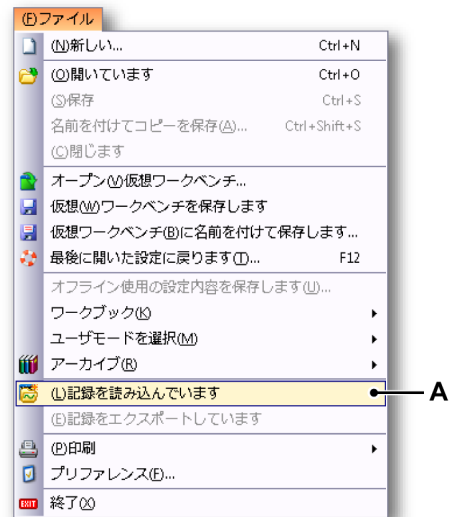 (F)ファイル
(N)新しい... Ctrl+N
(O)開いています Ctrl+O
(S)保存 Ctrl+S
名前を付けてコピーを保存(A)... Ctrl+Shift+S
(C)閉じます
オープン(V)仮想ワークベンチ...
仮想(W)ワークベンチを保存します
仮想ワークベンチ(B)に名前を付けて保存します...
最後に開いた設定に戻ります(T)... F12
オフライン使用の設定内容を保存します(U)...
ワークブック(K)
ユーザモードを選択(M)
アーカイブ(R)
(L)記録を読み込んでいます A
(E)記録をエクスポートしています
(P)印刷
プリファレンス(F)...
EXIT 終了(X)